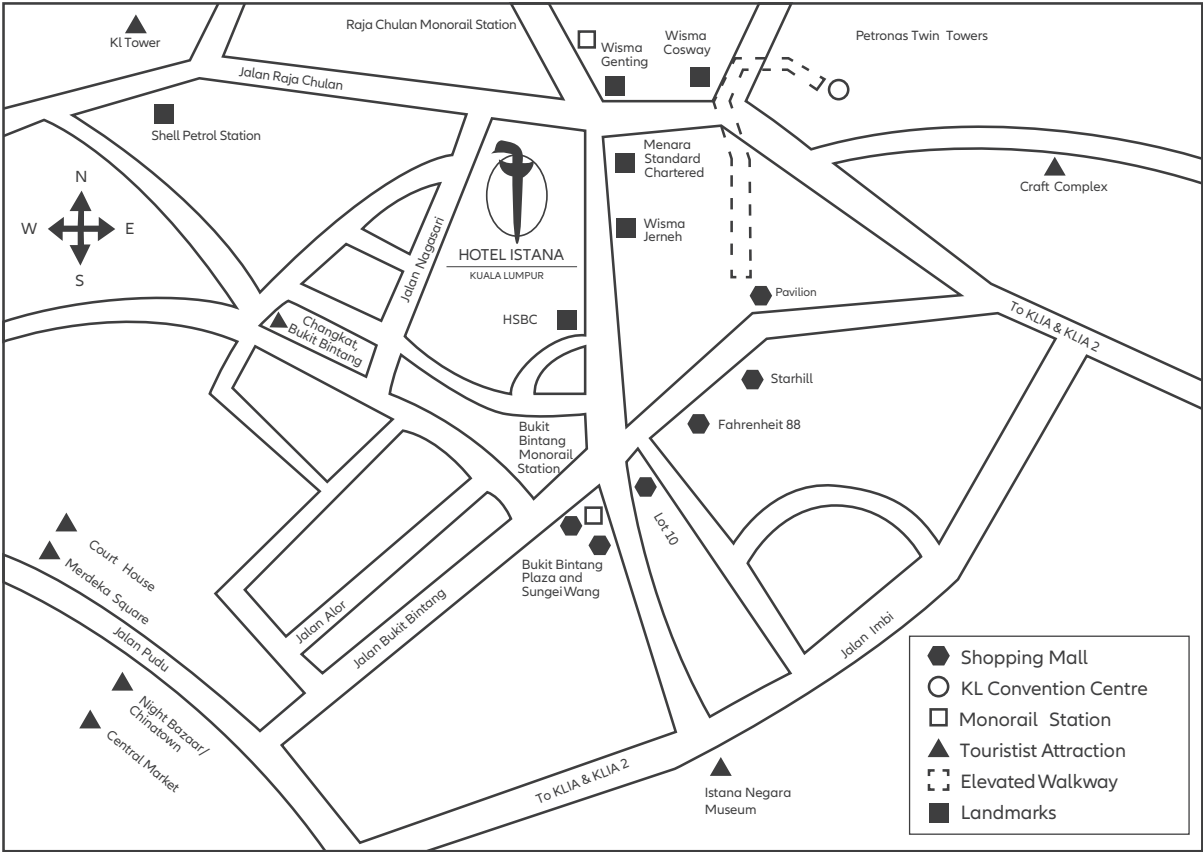 Kl Tower
Raja Chulan Monorail Station
Wisma
Genting
Wisma
Cosway
Petronas Twin Towers
Jalan Raja Chulan
Shell Petrol Station
Menara
Standard
Chartered
Craft Complex
N
W
E
S
Wisma
Jerneh
Jalan Nagasari
HOTEL ISTANA
KUALA LUMPUR
HSBC
Pavilion
To KLIA & KLIA 2
Changkat,
Bukit Bintang
Starhill
Fahrenheit 88
Bukit
Bintang
Monorail
Station
Lot 10
Court House
Merdeka Square
Jalan Pudu
Bukit Bintang
Plaza and
Sungei Wang
Jalan Alor
Jalan Bukit Bintang
Jalan Imbi
Night Bazaar/
Chinatown
Central Market
To KLIA & KLIA 2
Istana Negara
Museum
Shopping Mall
KL Convention Centre
Monorail Station
Touristist Attraction
Elevated Walkway
Landmarks